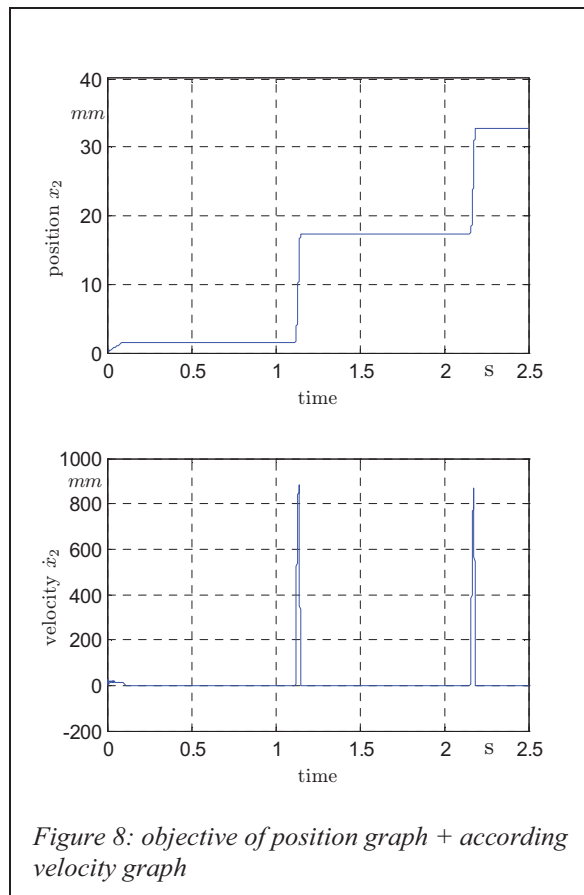 40
mm
30
20
10
0
position x₂
0 0.5 1 1.5 2 s 2.5
time
1000
mm
800
600
400
200
0
-200
velocity ẋ₂
0 0.5 1 1.5 2 s 2.5
time
Figure 8: objective of position graph + according
velocity graph